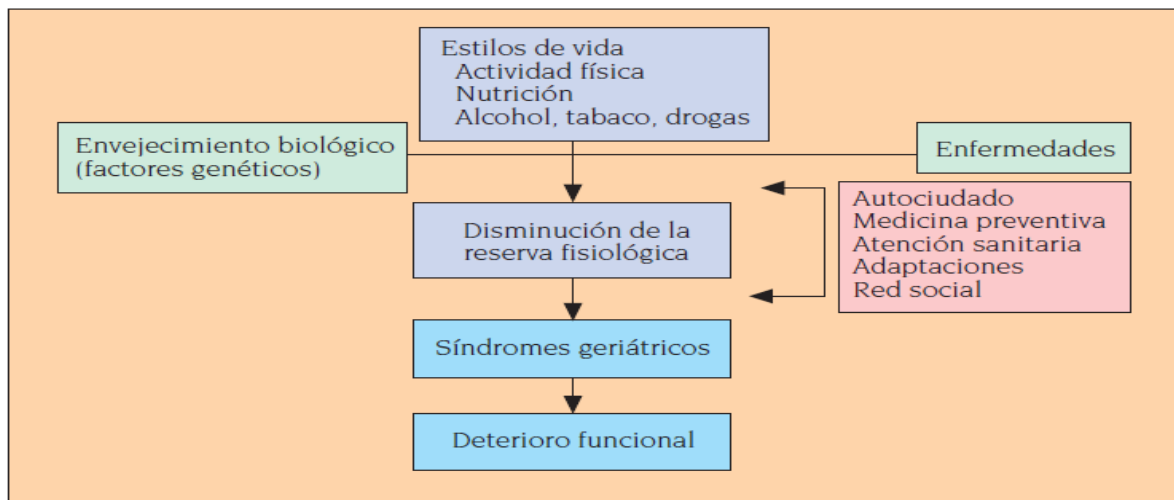 Estilos de vida
Actividad física
Nutrición
Alcohol, tabaco, drogas
Envejecimiento biológico
(factores genéticos)
Enfermedades
Autociudado
Medicina preventiva
Atención sanitaria
Adaptaciones
Red social
Disminución de la
reserva fisiológica
Síndromes geriátricos
Deterioro funcional